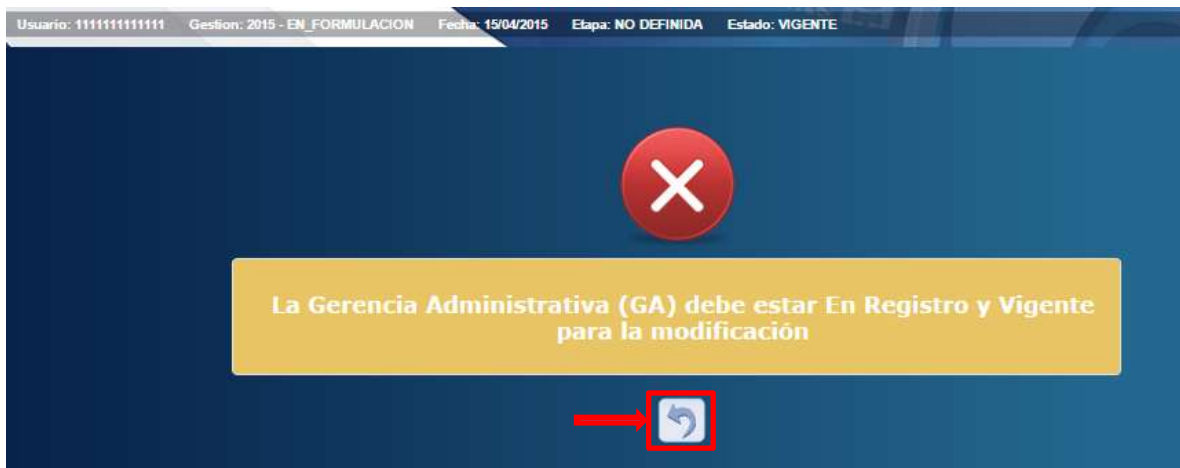 Usuario: 1111111111111 Gestion: 2015 - EN_FORMULACION Fecha: 15/04/2015 Etapa: NO DEFINIDA Estado: VIGENTE
La Gerencia Administrativa (GA) debe estar En Registro y Vigente
para la modificación